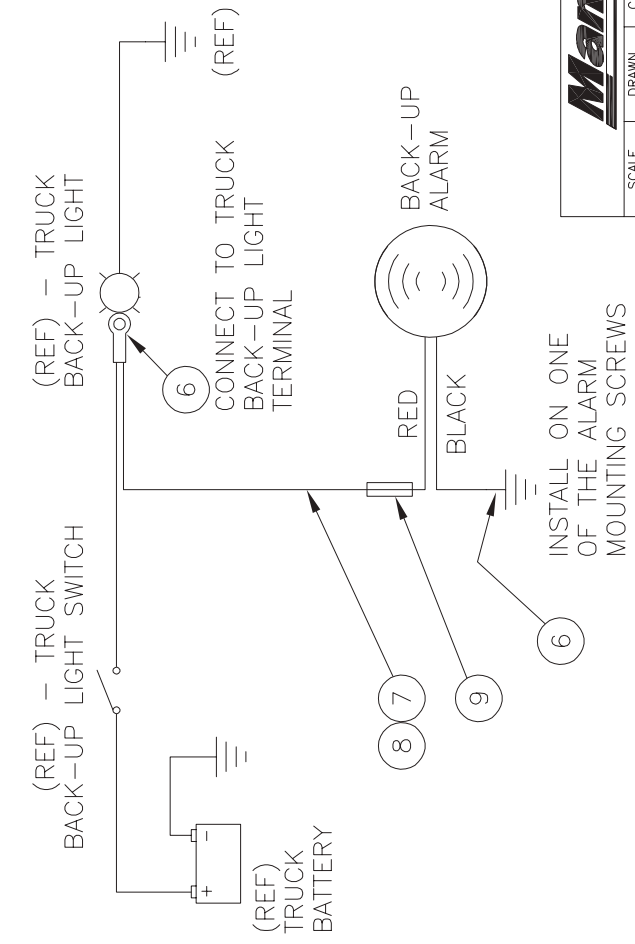 (REF) - TRUCK
BACK-UP LIGHT SWITCH
(REF) - TRUCK
BACK-UP LIGHT
+
-
(REF)
TRUCK
BATTERY
6
CONNECT TO TRUCK
BACK-UP LIGHT
TERMINAL
(REF)
8 7
9
RED
BLACK
BACK-UP
ALARM
6
INSTALL ON ONE
OF THE ALARM
MOUNTING SCREWS
SCALE
DRAWN